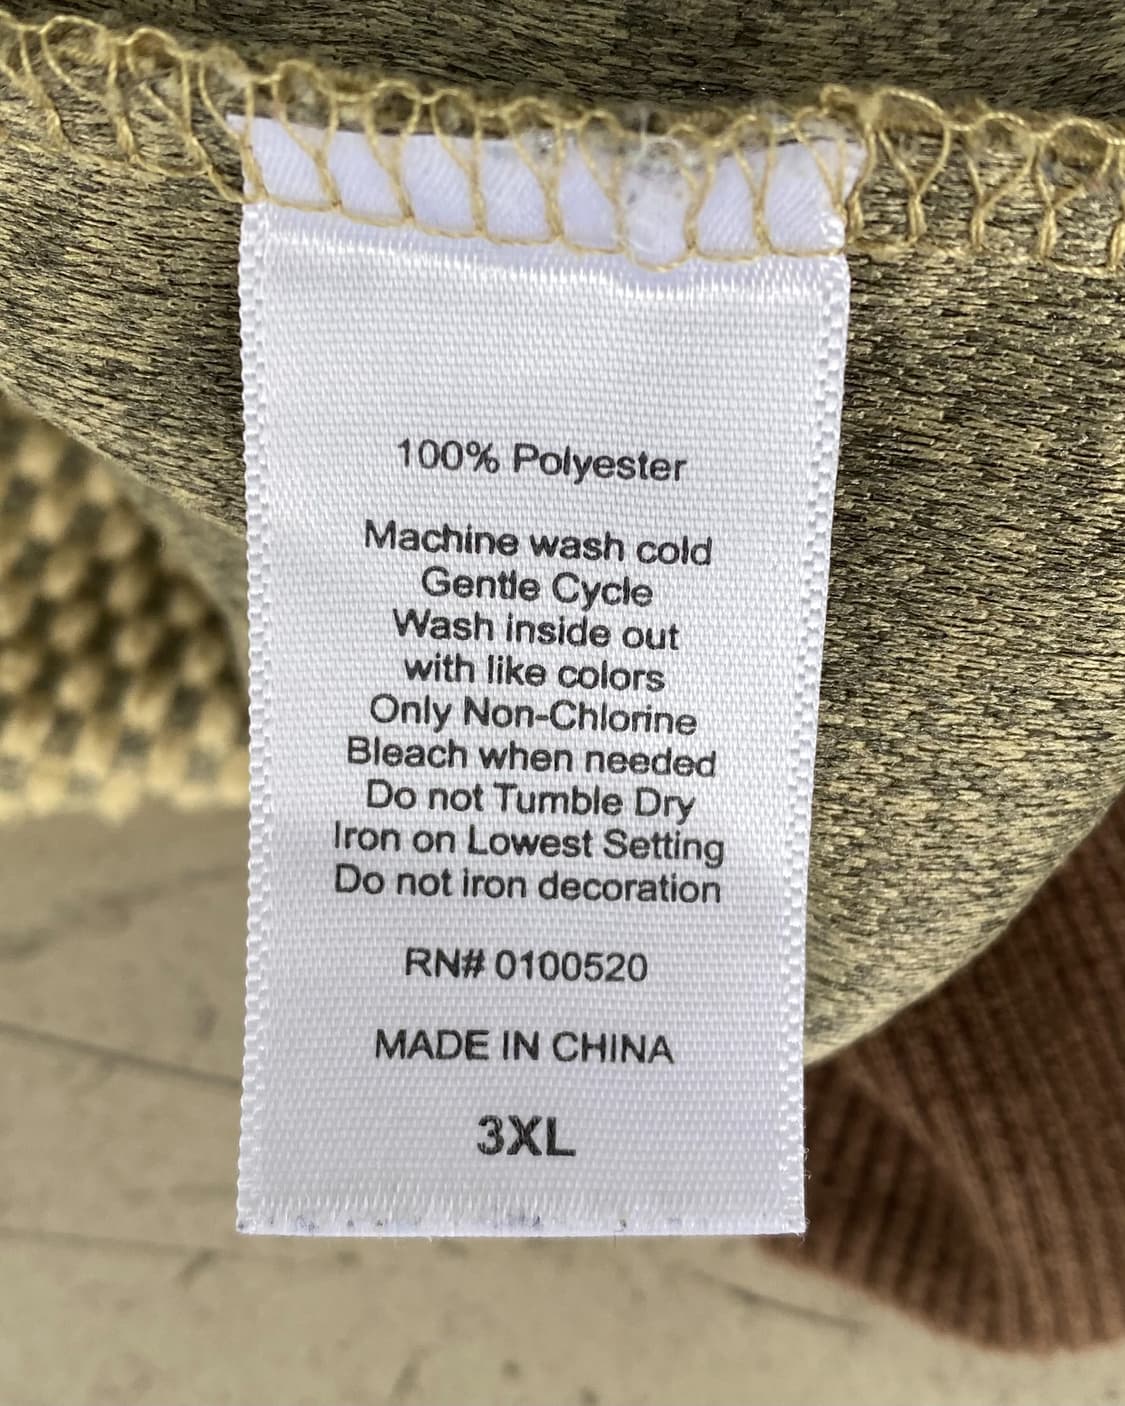 100% Polyester
Machine wash cold
Gentle Cycle
Wash inside out
with like colors
Only Non-Chlorine
Bleach when needed
Do not Tumble Dry
Iron on Lowest Setting
Do not iron decoration
RN# 0100520
MADE IN CHINA
3XL